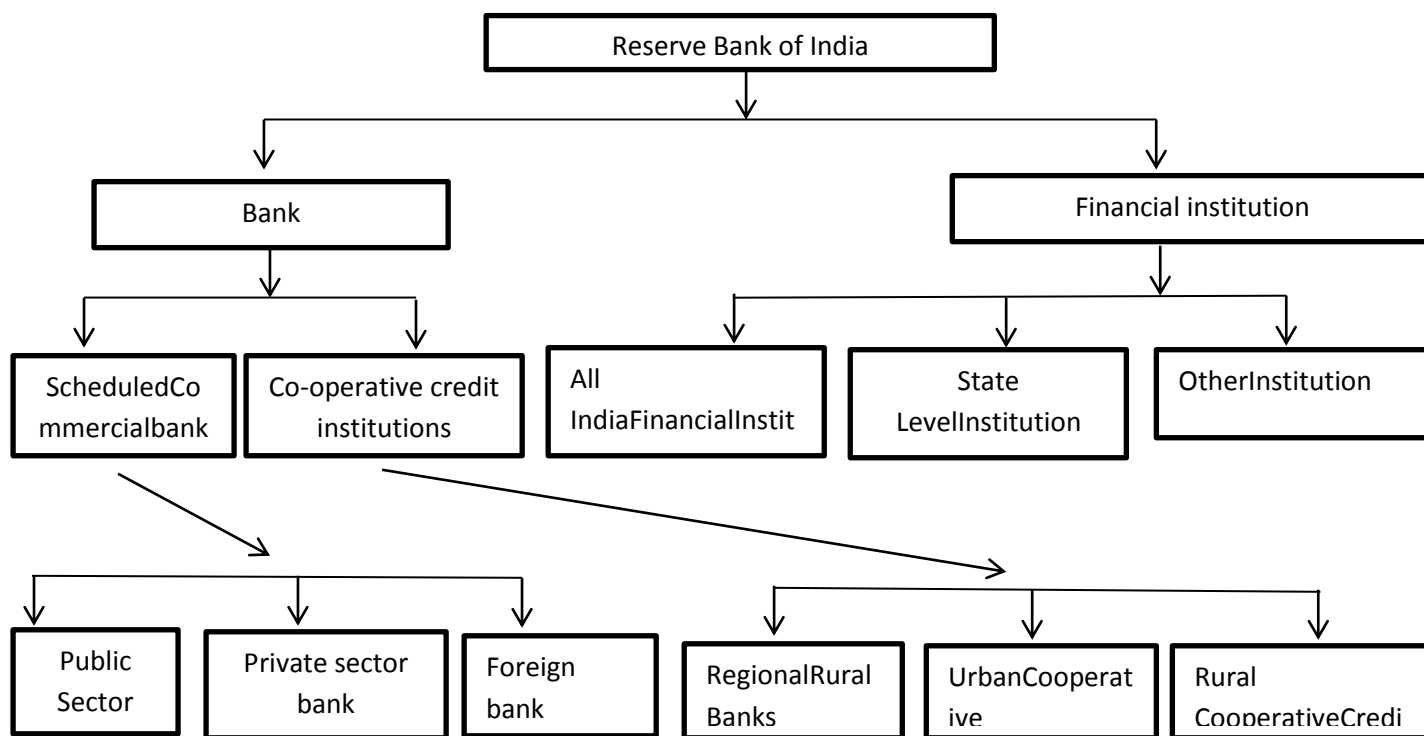 Reserve Bank of India
Bank
Financial institution
ScheduledCo
mmercialbank
Co-operative credit
institutions
All
IndiaFinancialInstit
State
LevelInstitution
OtherInstitution
Public
Sector
Private sector
bank
Foreign
bank
RegionalRural
Banks
UrbanCooperat
ive
Rural
CooperativeCredi